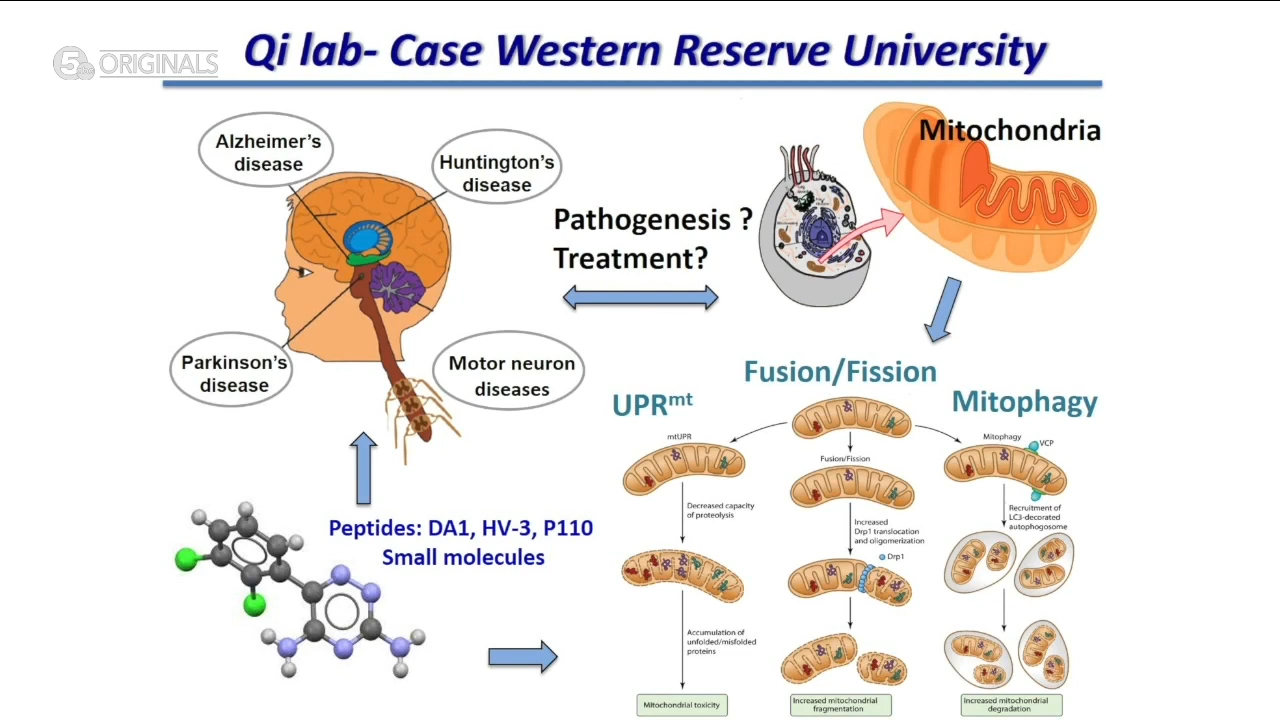 5 ORIGINALS
Qi lab- Case Western Reserve University
Alzheimer's
disease
Huntington's
disease
Mitochondria
Pathogenesis ?
Treatment?
Parkinson's
disease
Motor neuron
diseases
Fusion/Fission
UPRmt
Mitophagy
mtUPR
Mitophagy
VCP
Fusion/Fission
Decreased capacity
of proteolysis
Recruitment of
LC3-decorated
autophagosome
Increased
Drp1 translocation
and oligomerization
Drp1
Peptides: DA1, HV-3, P110
Small molecules
Accumulation of
unfolded/misfolded
proteins
Mitochondrial toxicity
Increased mitochondrial
fragmentation
Increased mitochondrial
degradation